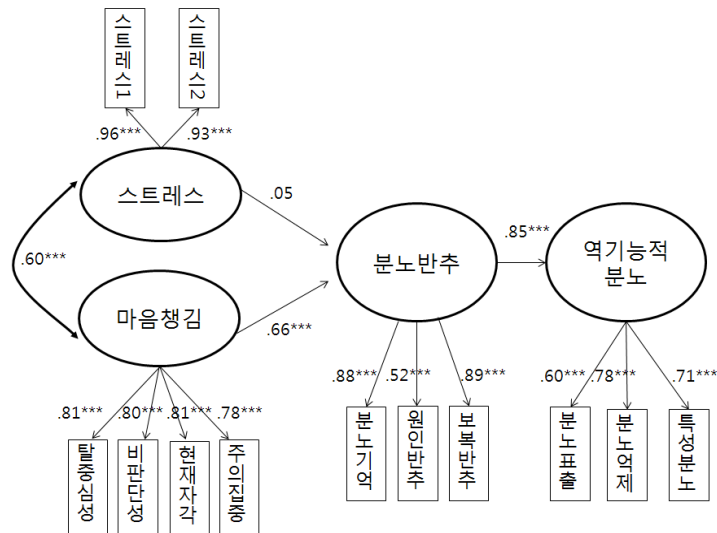 스트레스1
스트레스2
.96***
.93***
스트레스
.05
.60***
분노반추
.85***
역기능적
분노
마음챙김
.66***
.81***
.80***
.81***
.78***
.88***
.52***
.89***
.60***
.78***
.71***
탈중심성
비판단성
현재자각
주의집중
분노기억
원인반추
보복반추
분노표출
분노억제
특성분노